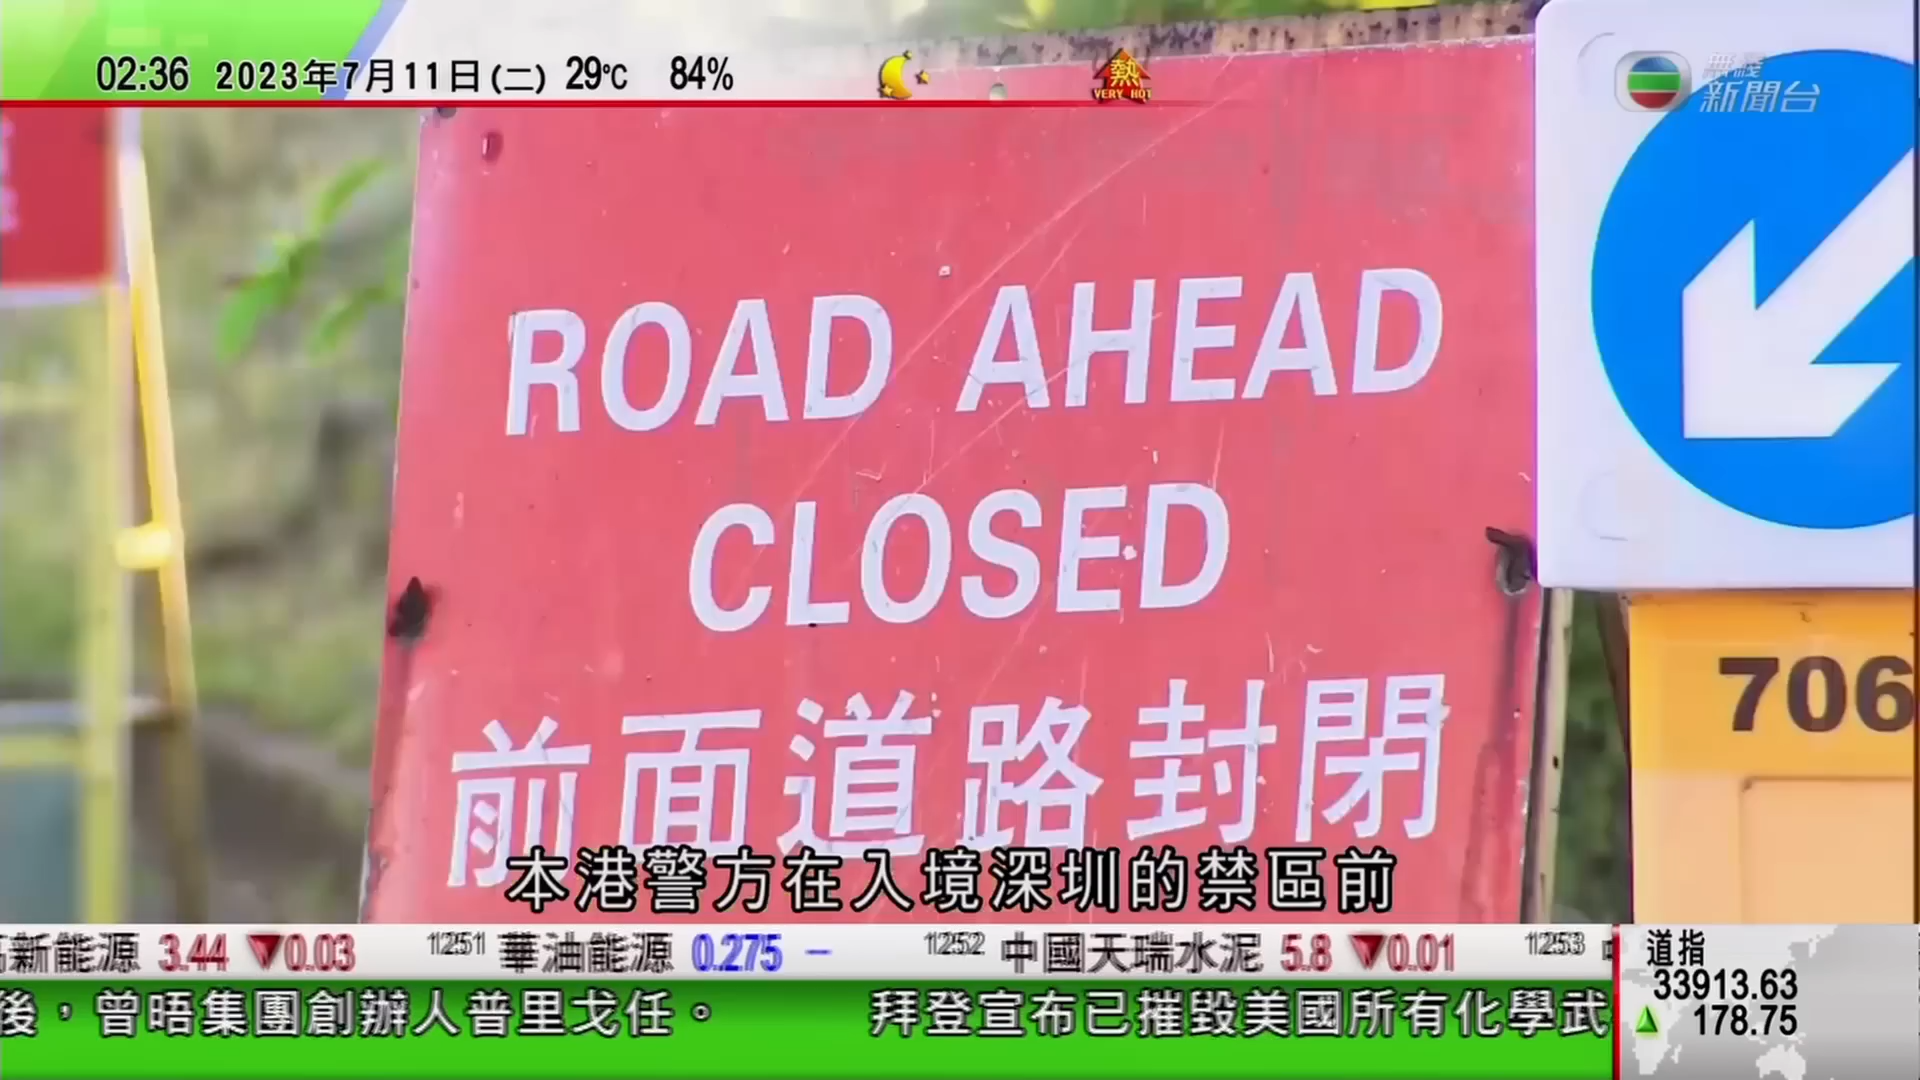 02:36 2023年7月11日(二) 29℃ 84%
熱
VERY HOT
無綫
新聞台
ROAD AHEAD
CLOSED
前面道路封閉
706
本港警方在入境深圳的禁區前
高新能源 3.44 ▼0.03 1251 華油能源 0.275 – 1252 中國天瑞水泥 5.8 ▼0.01 1253
道指
33913.63
▲ 178.75
後，曾晤集團創辦人普里戈任。 拜登宣布已摧毀美國所有化學武